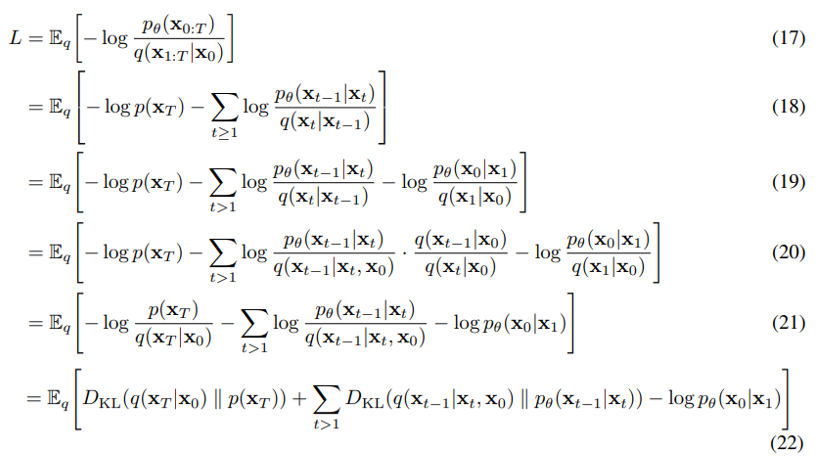 L = 𝔼_q[ − log p_θ(x_{0:T}) / q(x_{1:T}|x_0) ] (17)
= 𝔼_q[ − log p(x_T) − ∑_{t≥1} log p_θ(x_{t−1}|x_t) / q(x_t|x_{t−1}) ] (18)
= 𝔼_q[ − log p(x_T) − ∑_{t>1} log p_θ(x_{t−1}|x_t) / q(x_t|x_{t−1}) − log p_θ(x_0|x_1) / q(x_1|x_0) ] (19)
= 𝔼_q[ − log p(x_T) − ∑_{t>1} log p_θ(x_{t−1}|x_t) / q(x_{t−1}|x_t, x_0) · q(x_{t−1}|x_0) / q(x_t|x_0) − log p_θ(x_0|x_1) / q(x_1|x_0) ] (20)
= 𝔼_q[ − log p(x_T) / q(x_T|x_0) − ∑_{t>1} log p_θ(x_{t−1}|x_t) / q(x_{t−1}|x_t, x_0) − log p_θ(x_0|x_1) ] (21)
= 𝔼_q[ D_KL(q(x_T|x_0) ‖ p(x_T)) + ∑_{t>1} D_KL(q(x_{t−1}|x_t, x_0) ‖ p_θ(x_{t−1}|x_t)) − log p_θ(x_0|x_1) ]
(22)